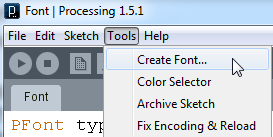 Font | Processing 1.5.1
File Edit Sketch Tools Help
Create Font...
Color Selector
Font
Archive Sketch
PFont typ
Fix Encoding & Reload